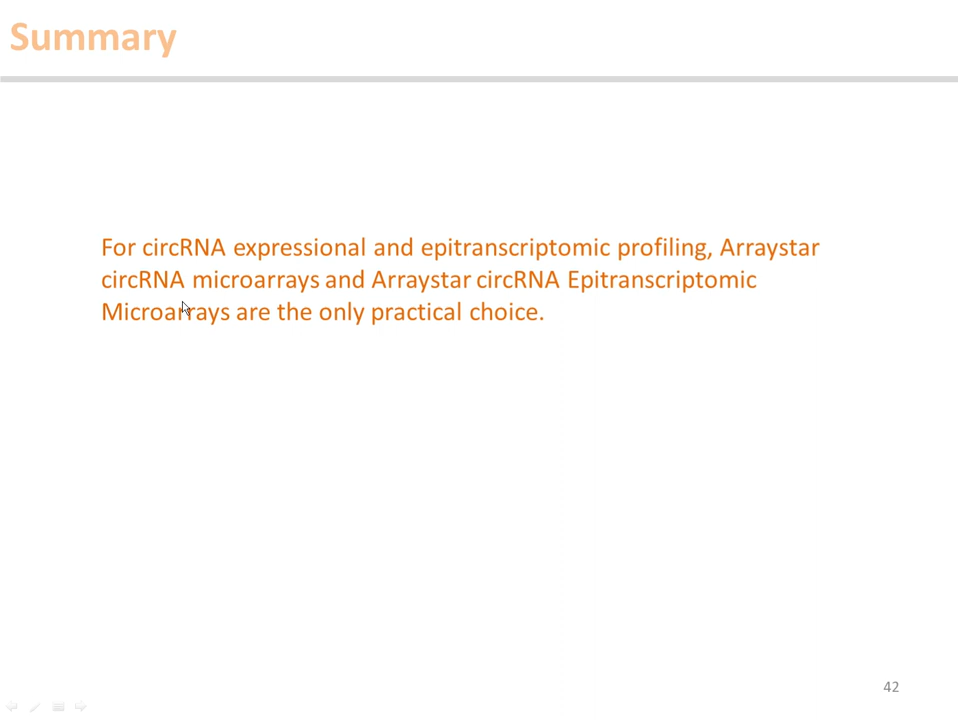 Summary
For circRNA expressional and epitranscriptomic profiling, Arraystar
circRNA microarrays and Arraystar circRNA Epitranscriptomic
Microarrays are the only practical choice.
42